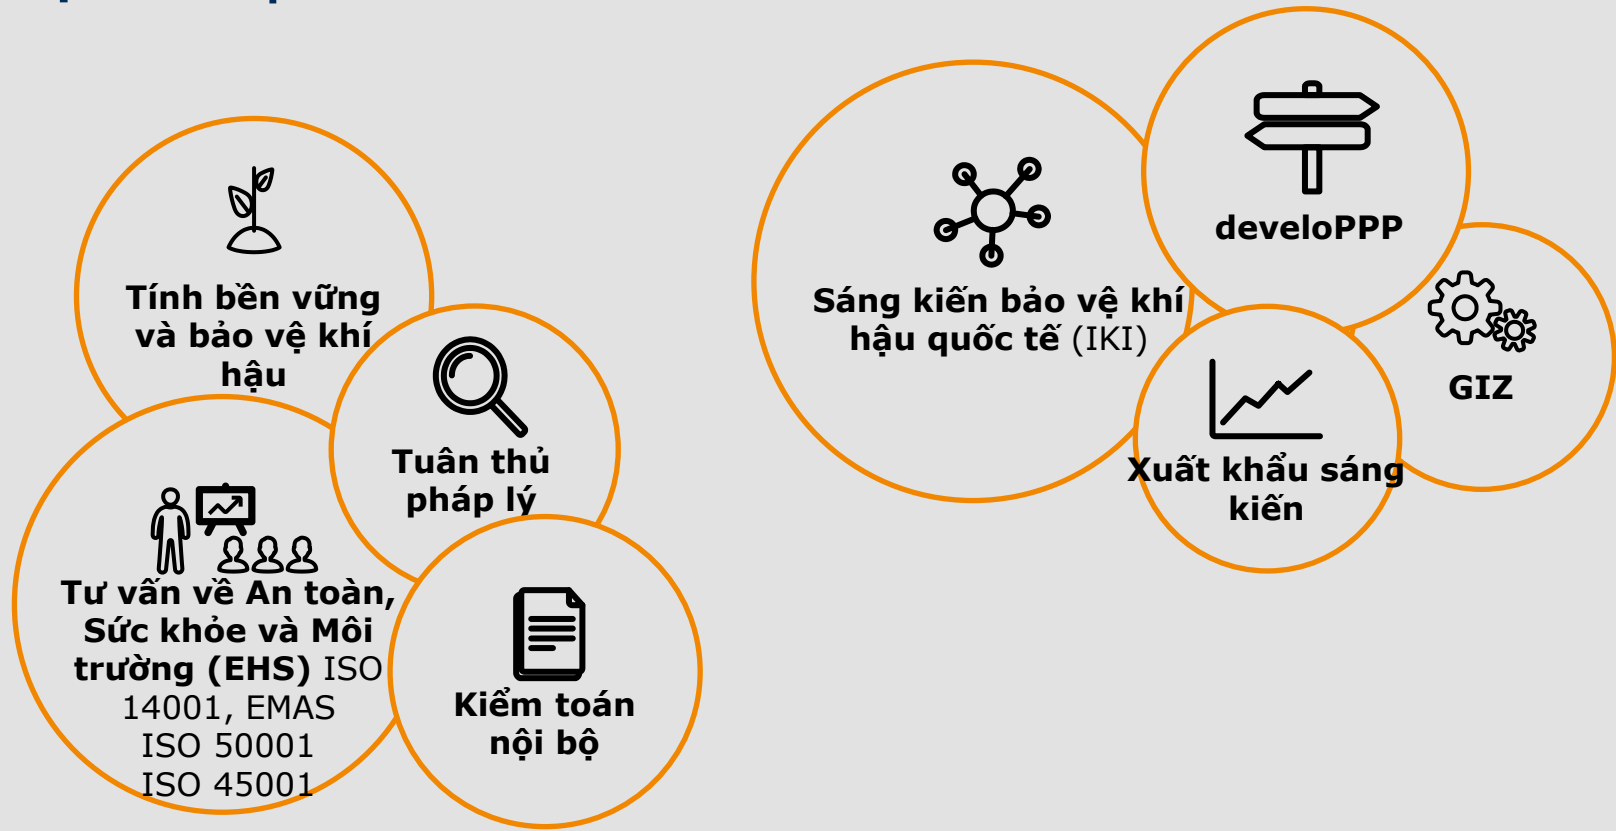 Tính bền vững
và bảo vệ khí
hậu
Tuân thủ
pháp lý
Tư vấn về An toàn,
Sức khỏe và Môi
trường (EHS) ISO
14001, EMAS
ISO 50001
ISO 45001
Kiểm toán
nội bộ
Sáng kiến bảo vệ khí
hậu quốc tế (IKI)
develoPPP
GIZ
Xuất khẩu sáng
kiến